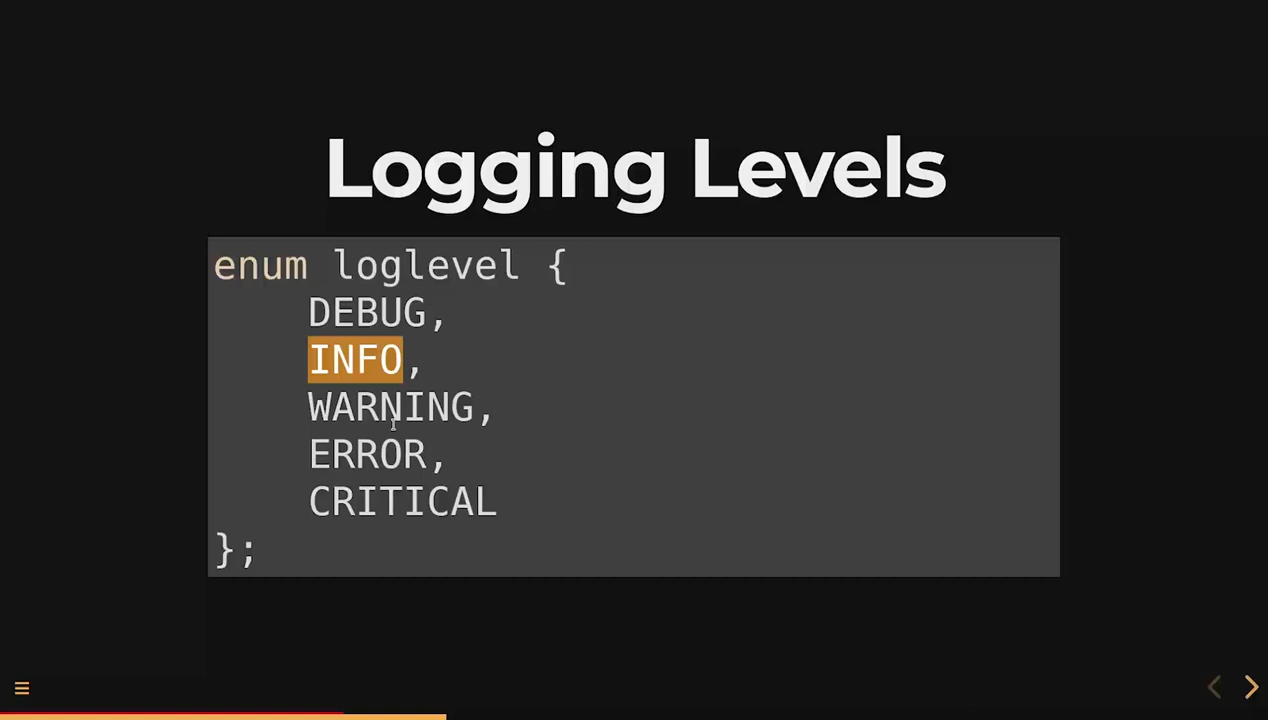 Logging Levels
enum loglevel {
DEBUG,
INFO,
WARNING,
ERROR,
CRITICAL
};